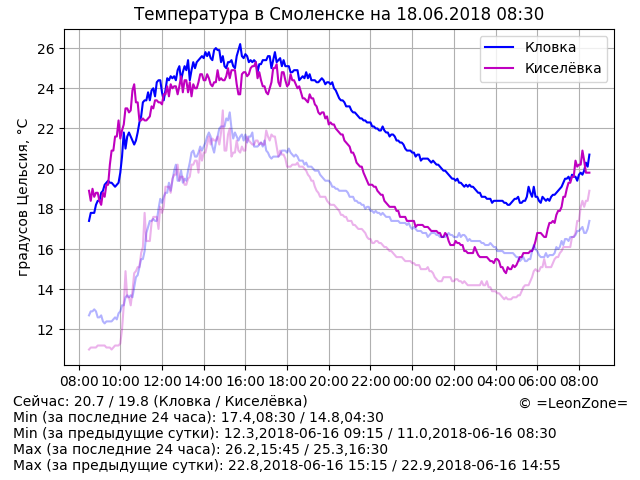 Температура в Смоленске на 18.06.2018 08:30
градусов Цельсия, °C
26
24
22
20
18
16
14
12
Кловка
Киселёвка
08:00 10:00 12:00 14:00 16:00 18:00 20:00 22:00 00:00 02:00 04:00 06:00 08:00
Сейчас: 20.7 / 19.8 (Кловка / Киселёвка)
© =LeonZone=
Min (за последние 24 часа): 17.4,08:30 / 14.8,04:30
Min (за предыдущие сутки): 12.3,2018-06-16 09:15 / 11.0,2018-06-16 08:30
Max (за последние 24 часа): 26.2,15:45 / 25.3,16:30
Max (за предыдущие сутки): 22.8,2018-06-16 15:15 / 22.9,2018-06-16 14:55